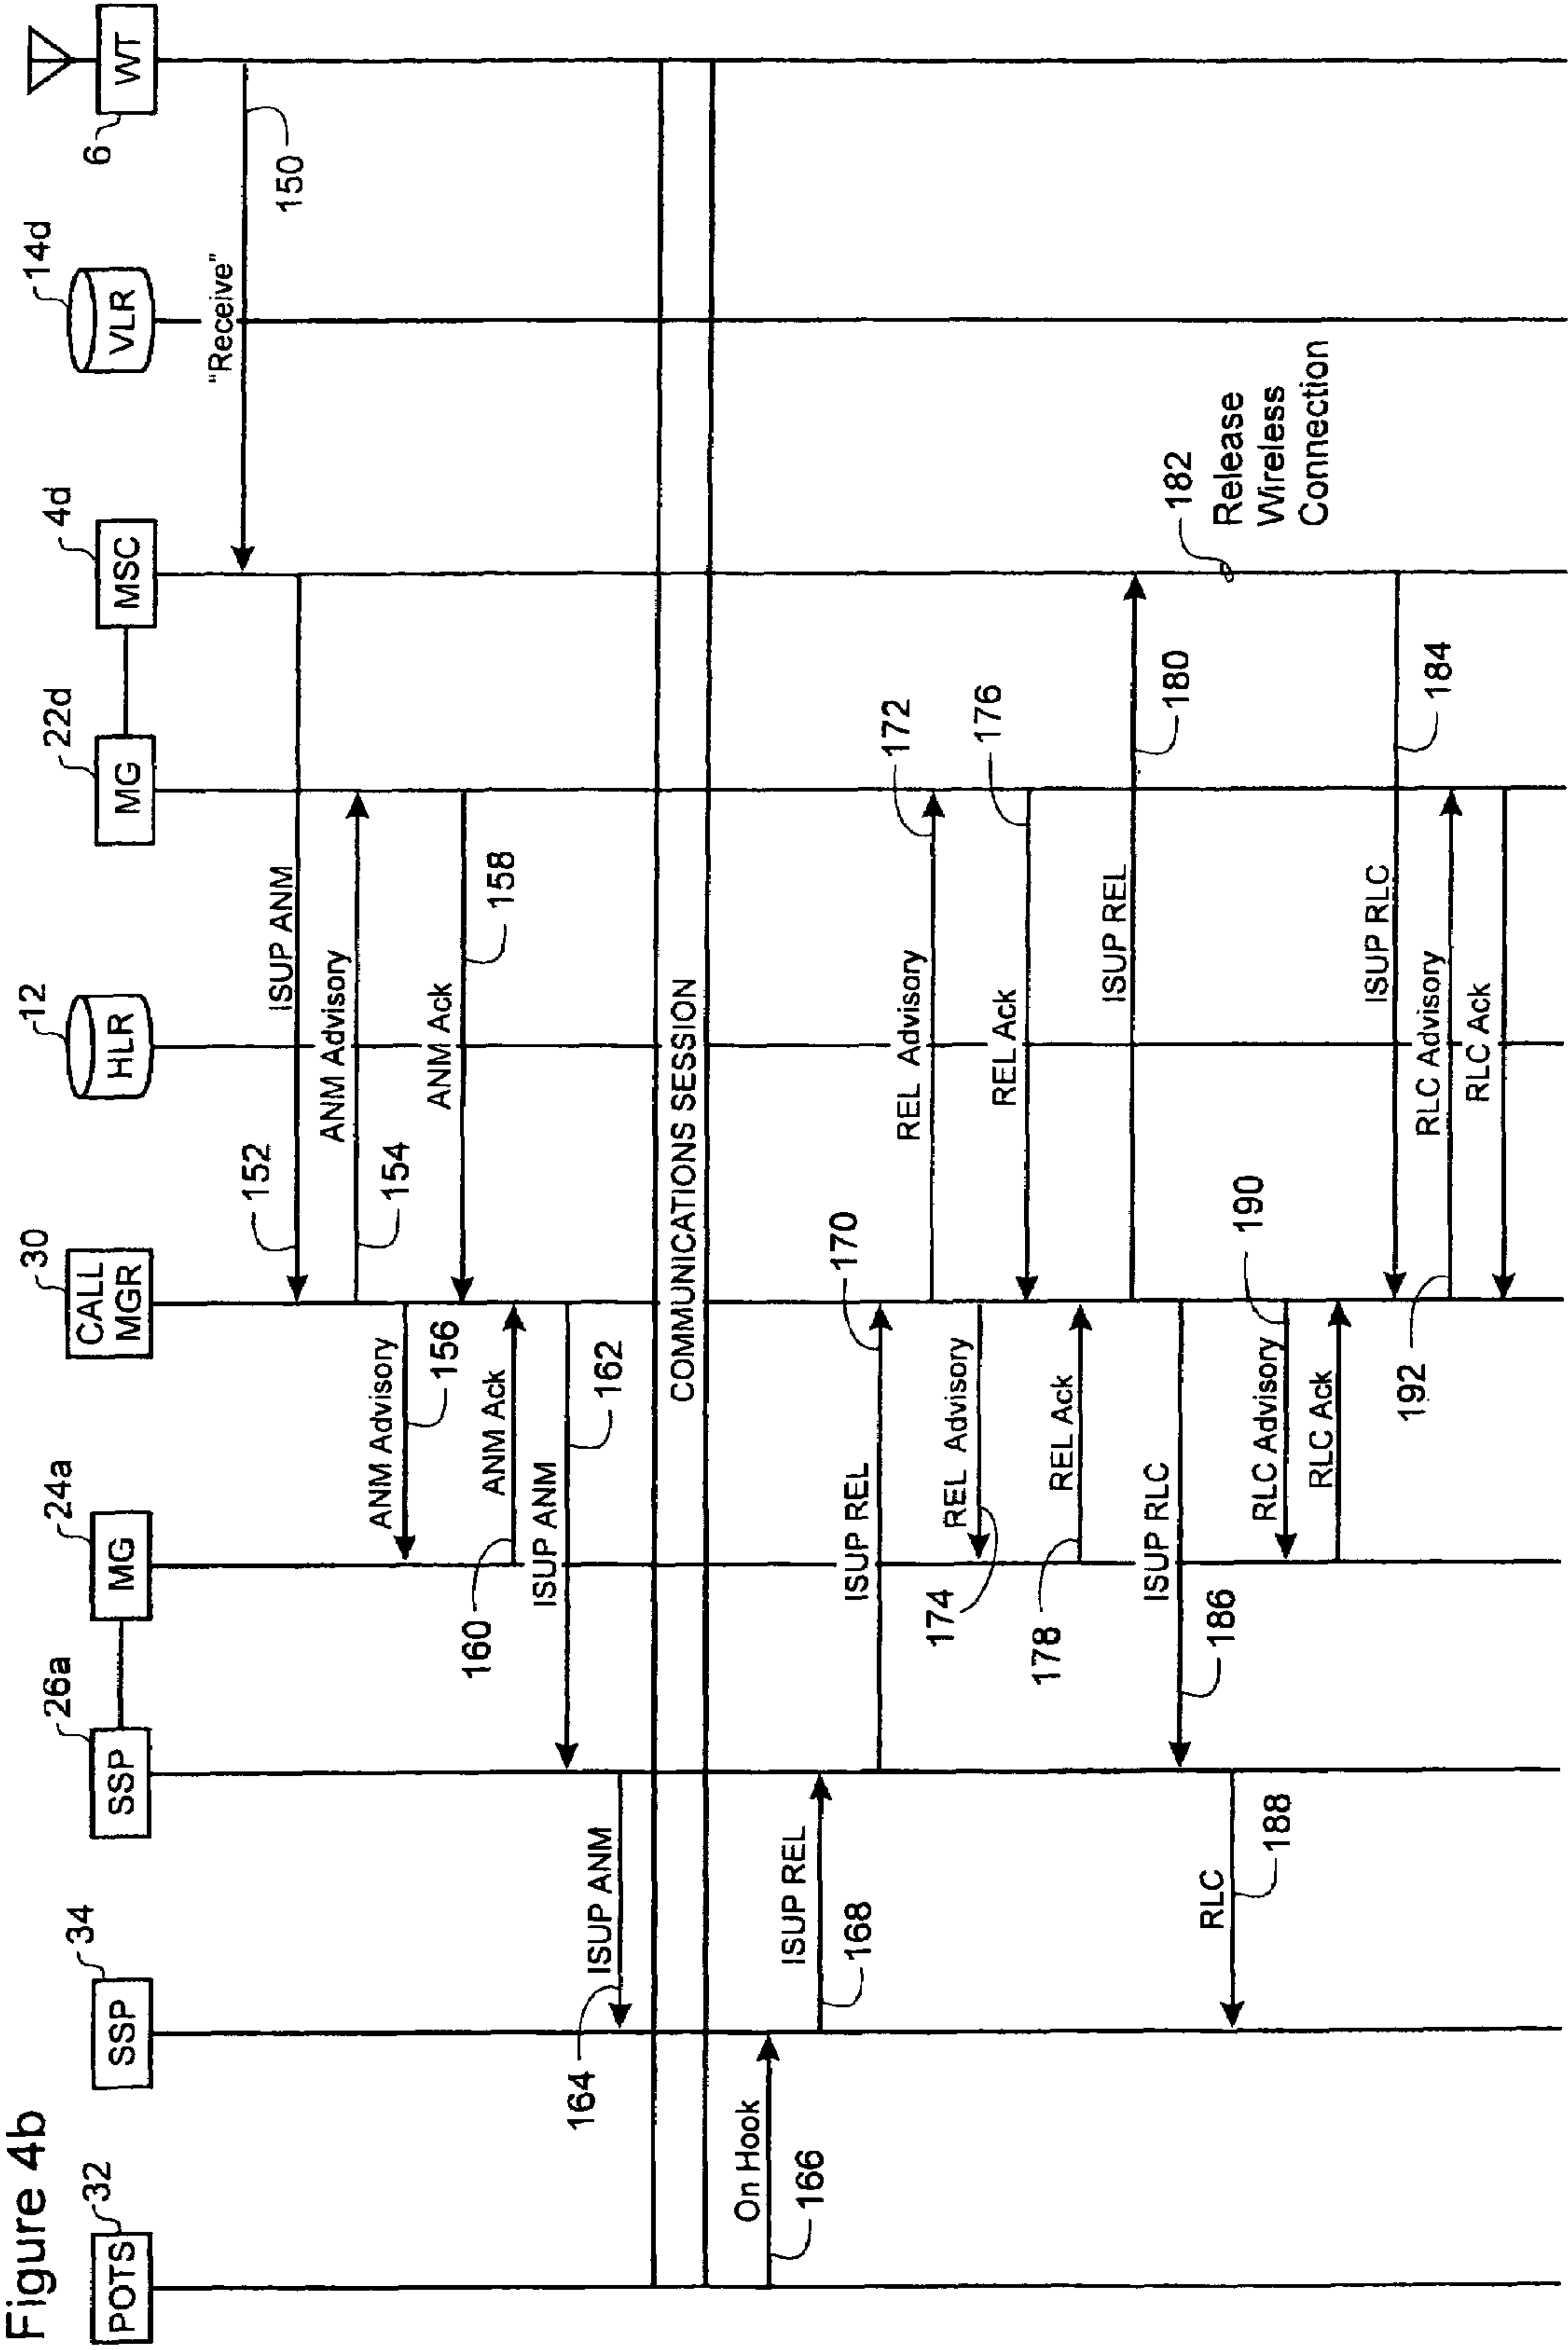 Figure 4b
32
POTS
34
SSP
26a
SSP
24a
MG
30
CALL
MGR
12
HLR
22d
MG
4d
MSC
14d
VLR
6
WT
"Receive"
150
152
ISUP ANM
ANM Advisory
154
ANM Advisory
156
ANM Ack
158
160
ANM Ack
ISUP ANM
162
164
ISUP ANM
COMMUNICATIONS SESSION
On Hook
166
ISUP REL
168
ISUP REL
170
REL Advisory
172
REL Advisory
174
REL Ack
176
REL Ack
178
ISUP REL
180
ISUP RLC
186
182
Release
Wireless
Connection
RLC
188
RLC Advisory
190
RLC Ack
ISUP RLC
184
192
RLC Advisory
RLC Ack